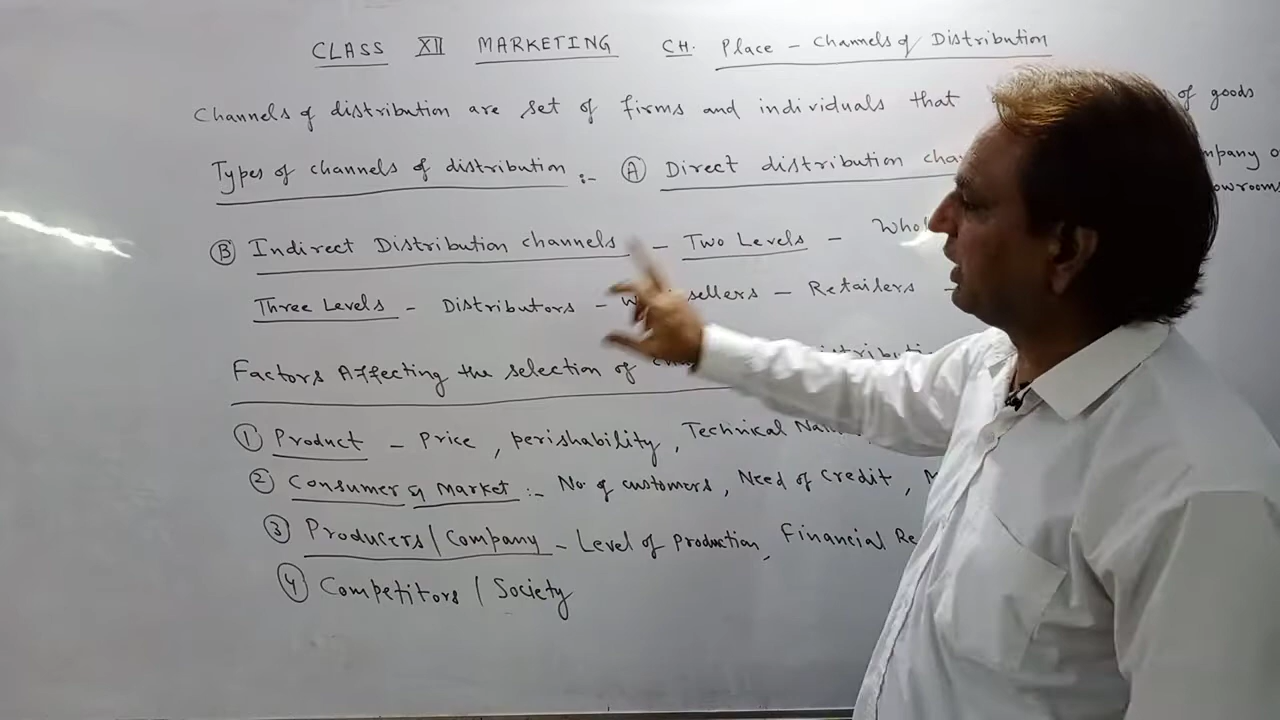 CLASS XII MARKETING CH. Place - Channels of Distribution
Channels of distribution are set of firms and individuals that of goods
Types of channels of distribution :- Ⓐ Direct distribution
Ⓑ Indirect Distribution channels - Two Levels -
Three Levels - Distributors - - Retailers -
Factors Affecting the selection of
① Product - Price, perishability, Technical
② Consumer & Market :- No of customers, Need of Credit,
③ Producers / Company - Level of Production, Financial
④ Competitors / Society